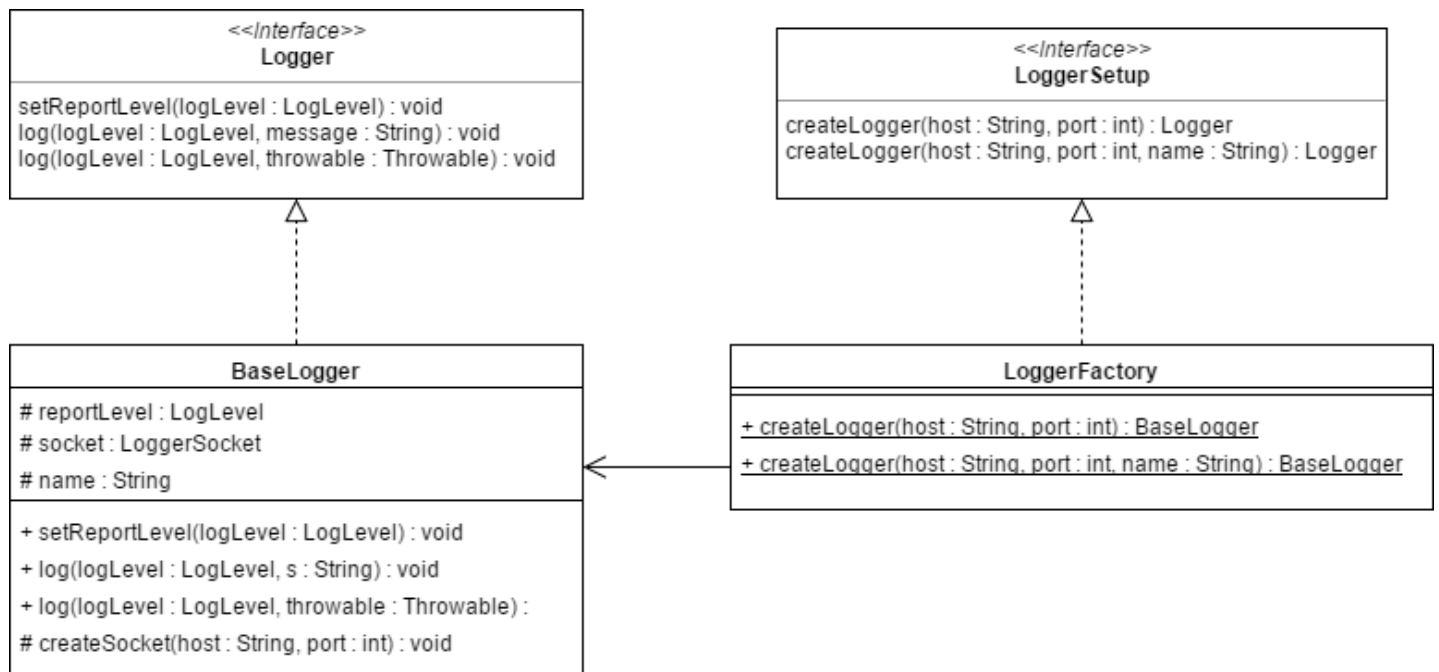 <<Interface>>
Logger
setReportLevel(logLevel : LogLevel) : void
log(logLevel : LogLevel, message : String) : void
log(logLevel : LogLevel, throwable : Throwable) : void
<<Interface>>
LoggerSetup
createLogger(host : String, port : int) : Logger
createLogger(host : String, port : int, name : String) : Logger
BaseLogger
# reportLevel : LogLevel
# socket : LoggerSocket
# name : String
+ setReportLevel(logLevel : LogLevel) : void
+ log(logLevel : LogLevel, s : String) : void
+ log(logLevel : LogLevel, throwable : Throwable) :
# createSocket(host : String, port : int) : void
LoggerFactory
+ createLogger(host : String, port : int) : BaseLogger
+ createLogger(host : String, port : int, name : String) : BaseLogger